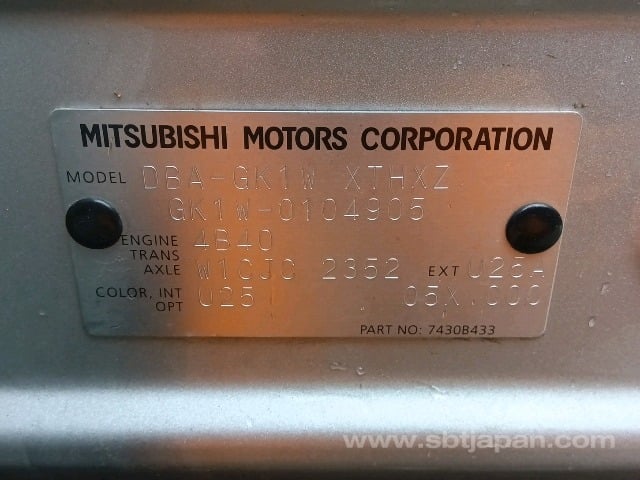 MITSUBISHI MOTORS CORPORATION
MODEL DBA-GK1W XTHXZ
GK1W-0104905
ENGINE 4B40
TRANS
AXLE W1CJC 2352 EXT U25A
COLOR, INT U25
OPT 05X.000
PART NO: 7430B433
www.sbtjapan.com